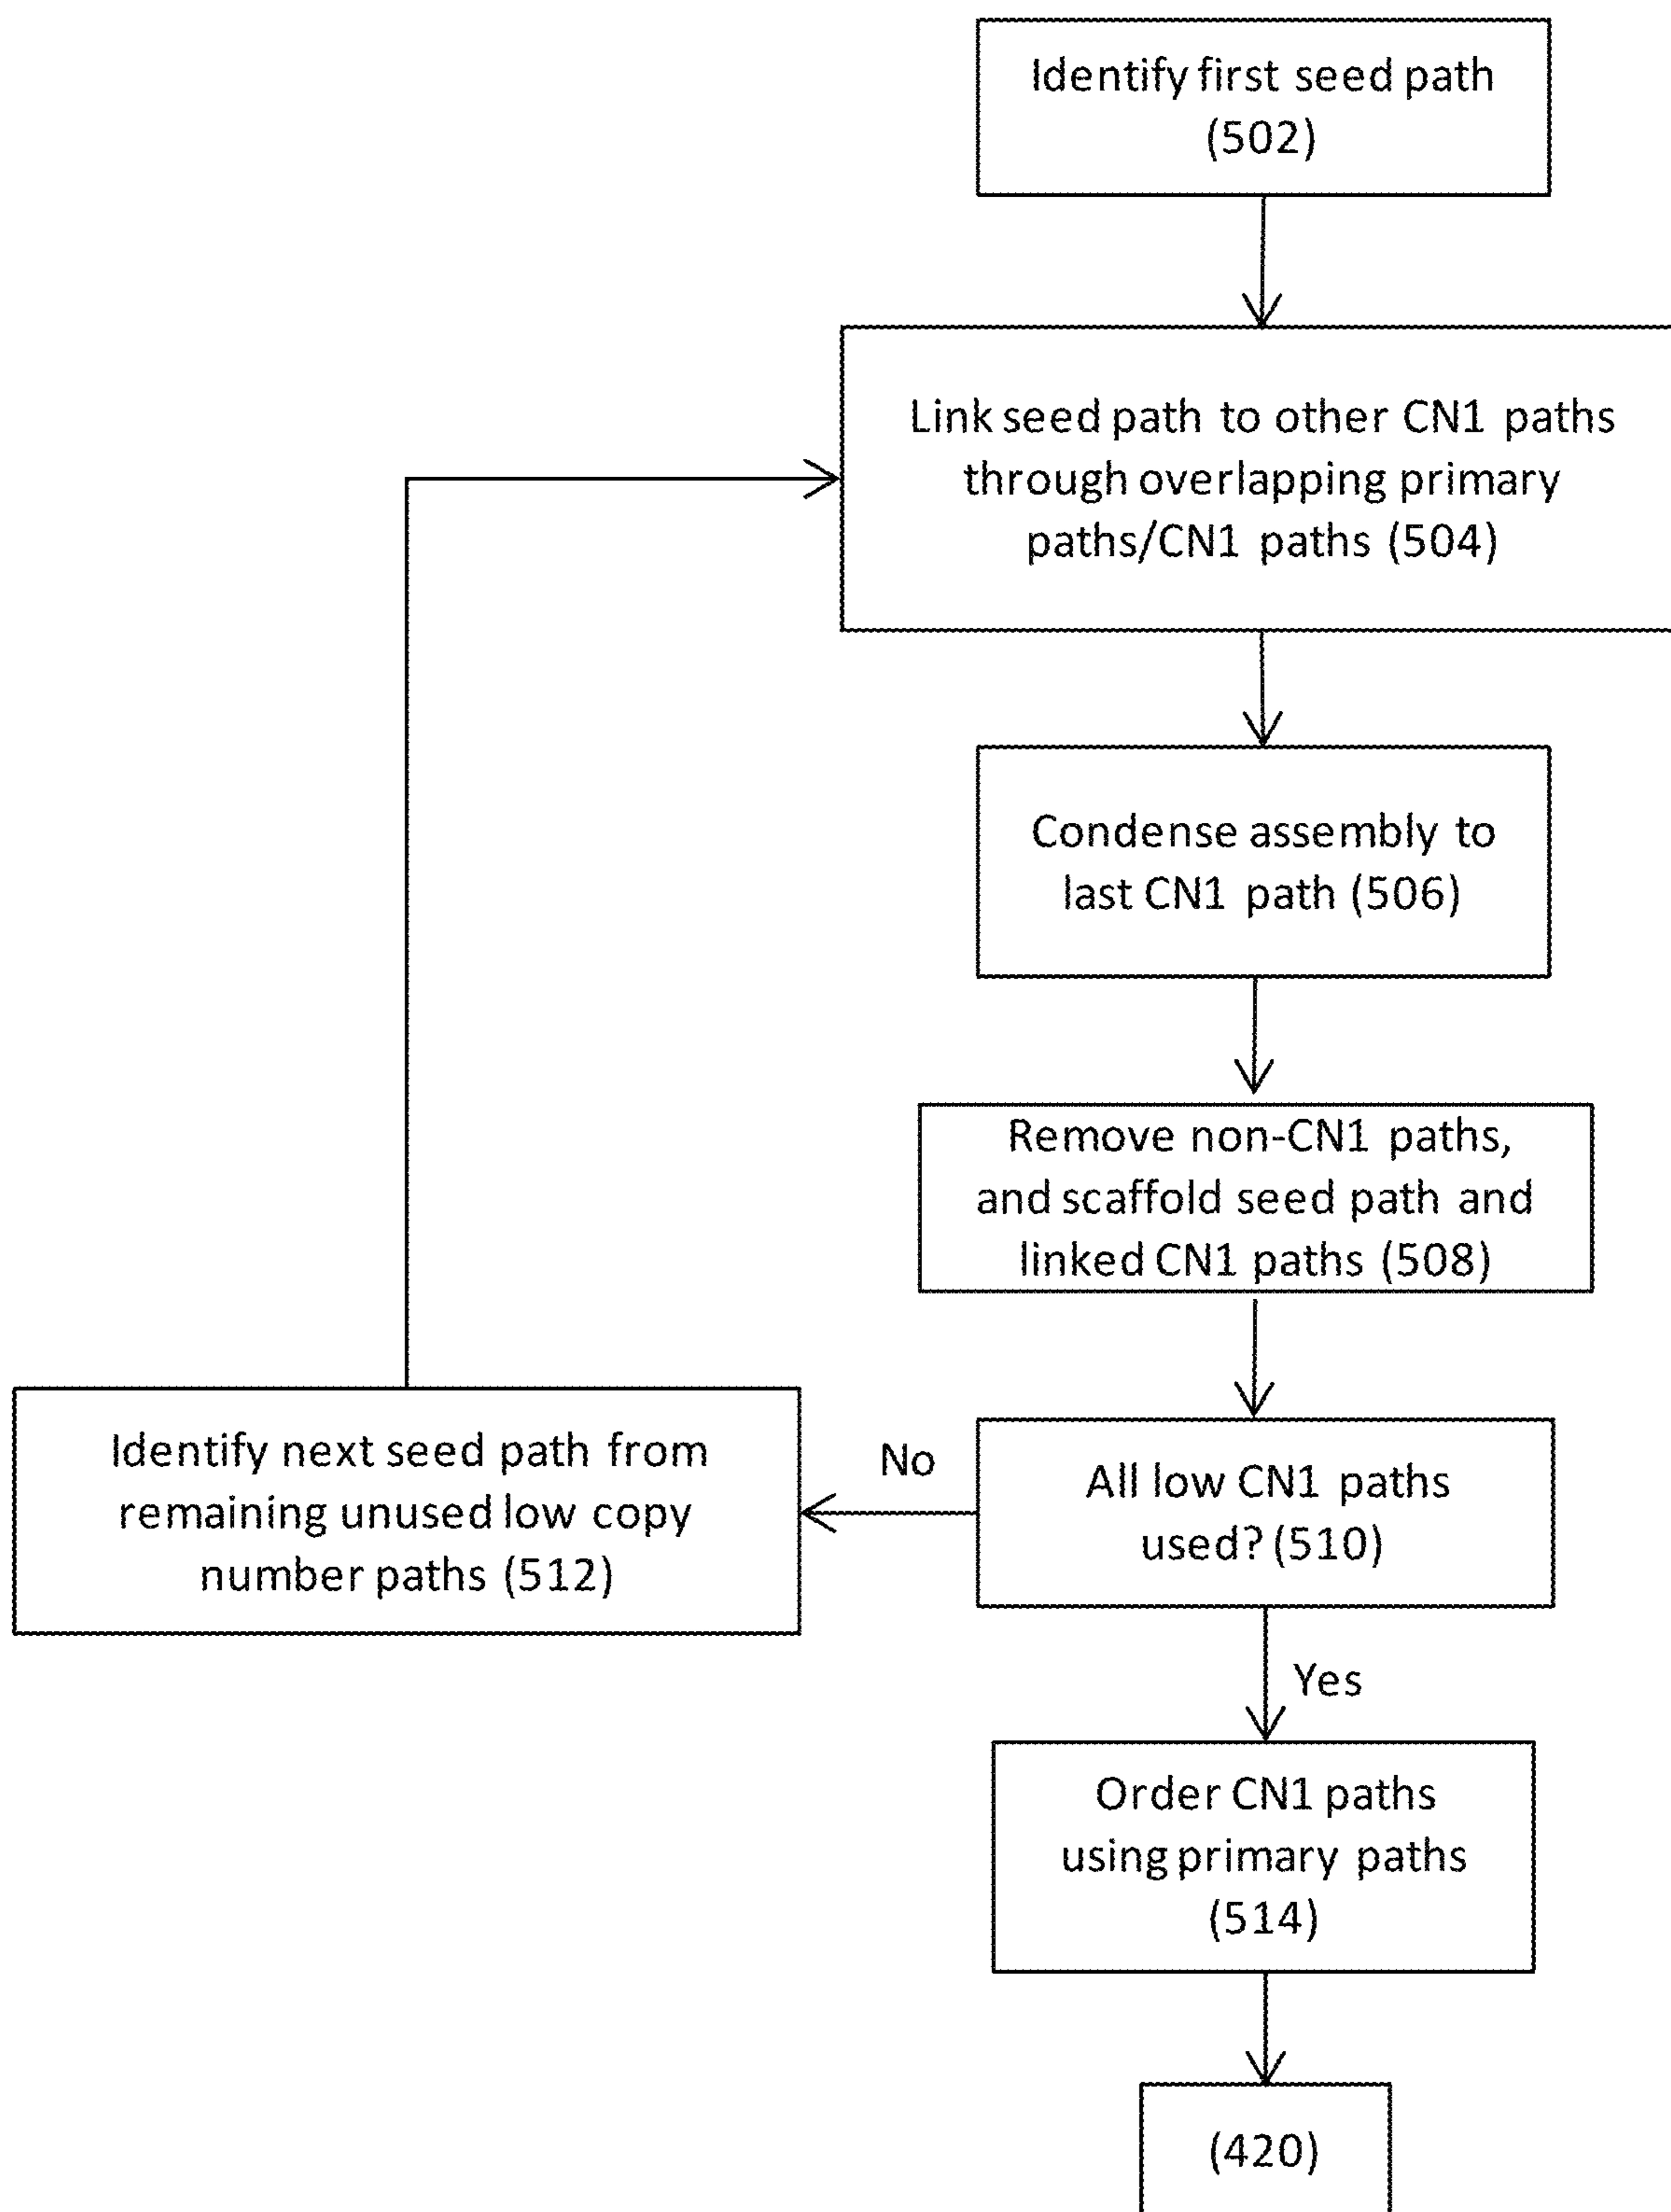 Identify first seed path
(502)
Link seed path to other CN1 paths
through overlapping primary
paths/CN1 paths (504)
Condense assembly to
last CN1 path (506)
Remove non-CN1 paths,
and scaffold seed path and
linked CN1 paths (508)
Identify next seed path from
remaining unused low copy
number paths (512)
No
All low CN1 paths
used? (510)
Yes
Order CN1 paths
using primary paths
(514)
(420)